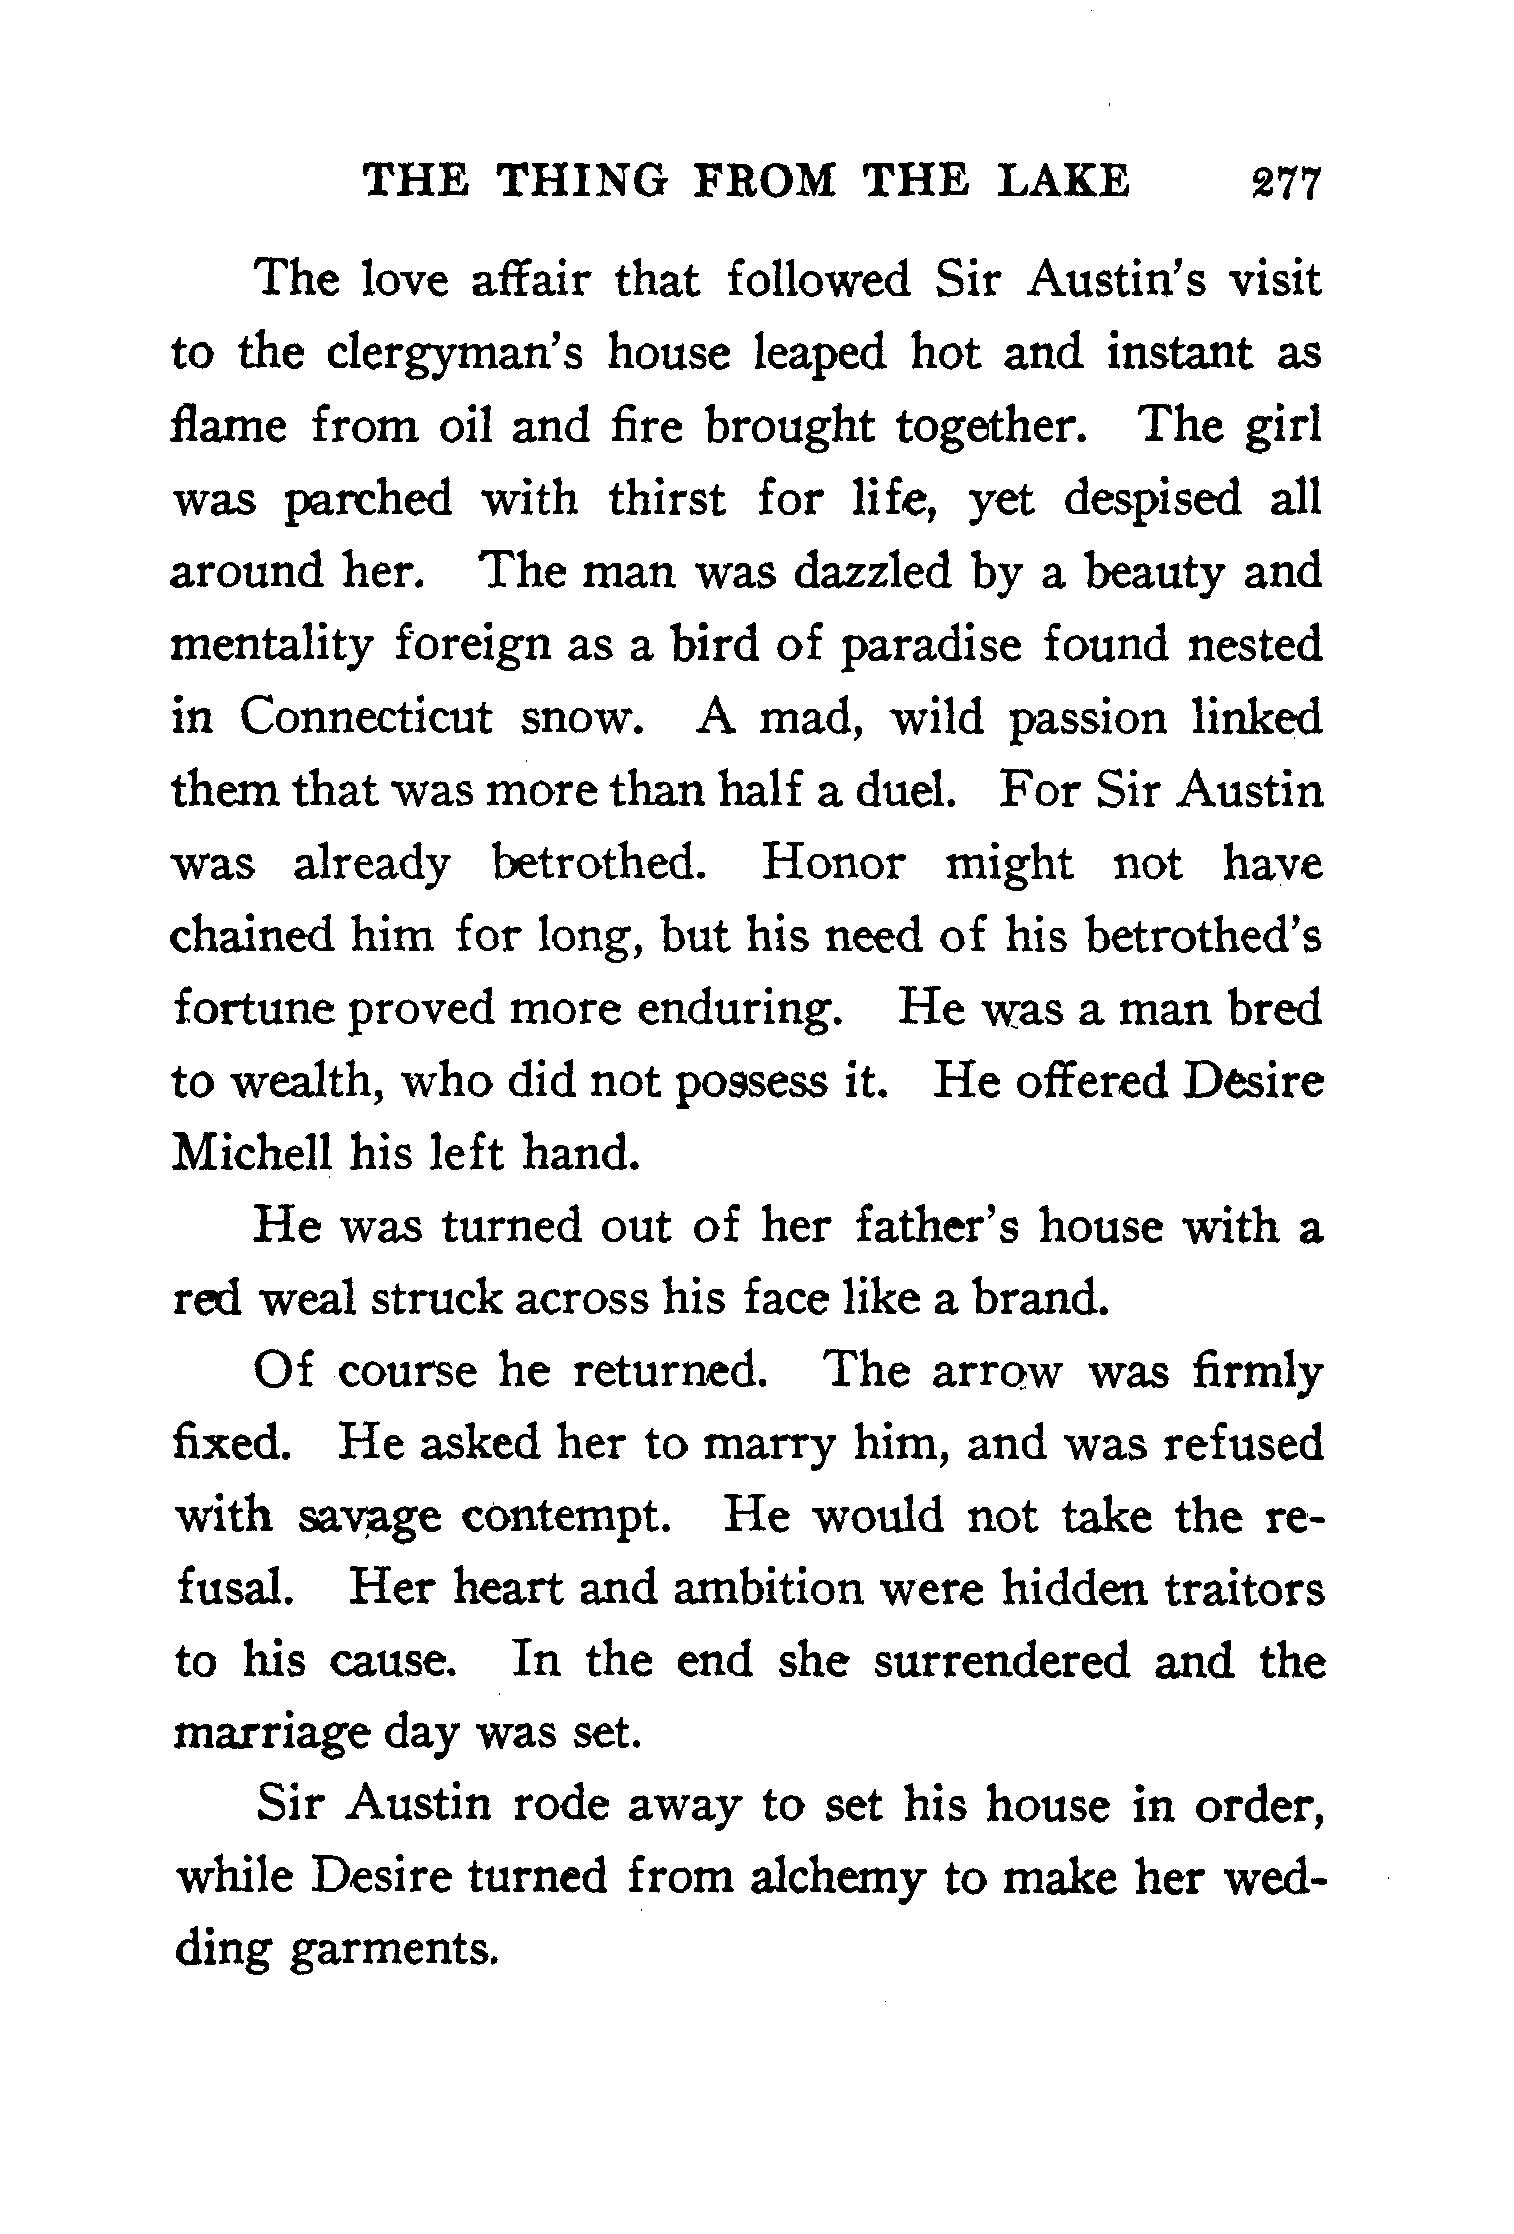 THE THING FROM THE LAKE 277
The love affair that followed Sir Austin's visit
to the clergyman's house leaped hot and instant as
flame from oil and fire brought together. The girl
was parched with thirst for life, yet despised all
around her. The man was dazzled by a beauty and
mentality foreign as a bird of paradise found nested
in Connecticut snow. A mad, wild passion linked
them that was more than half a duel. For Sir Austin
was already betrothed. Honor might not have
chained him for long, but his need of his betrothed's
fortune proved more enduring. He was a man bred
to wealth, who did not possess it. He offered Desire
Michell his left hand.
He was turned out of her father's house with a
red weal struck across his face like a brand.
Of course he returned. The arrow was firmly
fixed. He asked her to marry him, and was refused
with savage contempt. He would not take the re-
fusal. Her heart and ambition were hidden traitors
to his cause. In the end she surrendered and the
marriage day was set.
Sir Austin rode away to set his house in order,
while Desire turned from alchemy to make her wed-
ding garments.